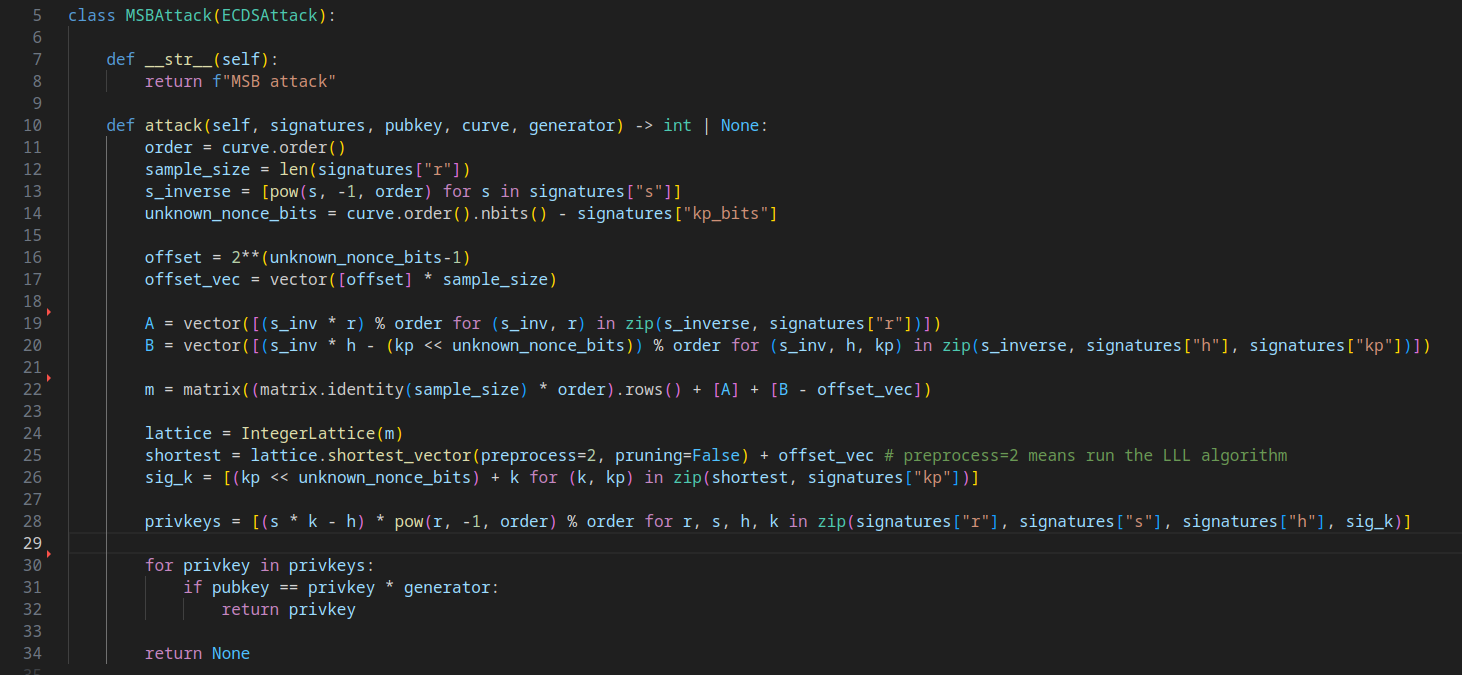 5 class MSBAttack(ECDSAttack):
6
7     def __str__(self):
8         return f"MSB attack"
9
10     def attack(self, signatures, pubkey, curve, generator) -> int | None:
11         order = curve.order()
12         sample_size = len(signatures["r"])
13         s_inverse = [pow(s, -1, order) for s in signatures["s"]]
14         unknown_nonce_bits = curve.order().nbits() - signatures["kp_bits"]
15
16         offset = 2**(unknown_nonce_bits-1)
17         offset_vec = vector([offset] * sample_size)
18
19         A = vector([(s_inv * r) % order for (s_inv, r) in zip(s_inverse, signatures["r"])])
20         B = vector([(s_inv * h - (kp << unknown_nonce_bits)) % order for (s_inv, h, kp) in zip(s_inverse, signatures["h"], signatures["kp"])])
21
22         m = matrix((matrix.identity(sample_size) * order).rows() + [A] + [B - offset_vec])
23
24         lattice = IntegerLattice(m)
25         shortest = lattice.shortest_vector(preprocess=2, pruning=False) + offset_vec # preprocess=2 means run the LLL algorithm
26         sig_k = [(kp << unknown_nonce_bits) + k for (k, kp) in zip(shortest, signatures["kp"])]
27
28         privkeys = [(s * k - h) * pow(r, -1, order) % order for r, s, h, k in zip(signatures["r"], signatures["s"], signatures["h"], sig_k)]
29
30         for privkey in privkeys:
31             if pubkey == privkey * generator:
32                 return privkey
33
34         return None
35